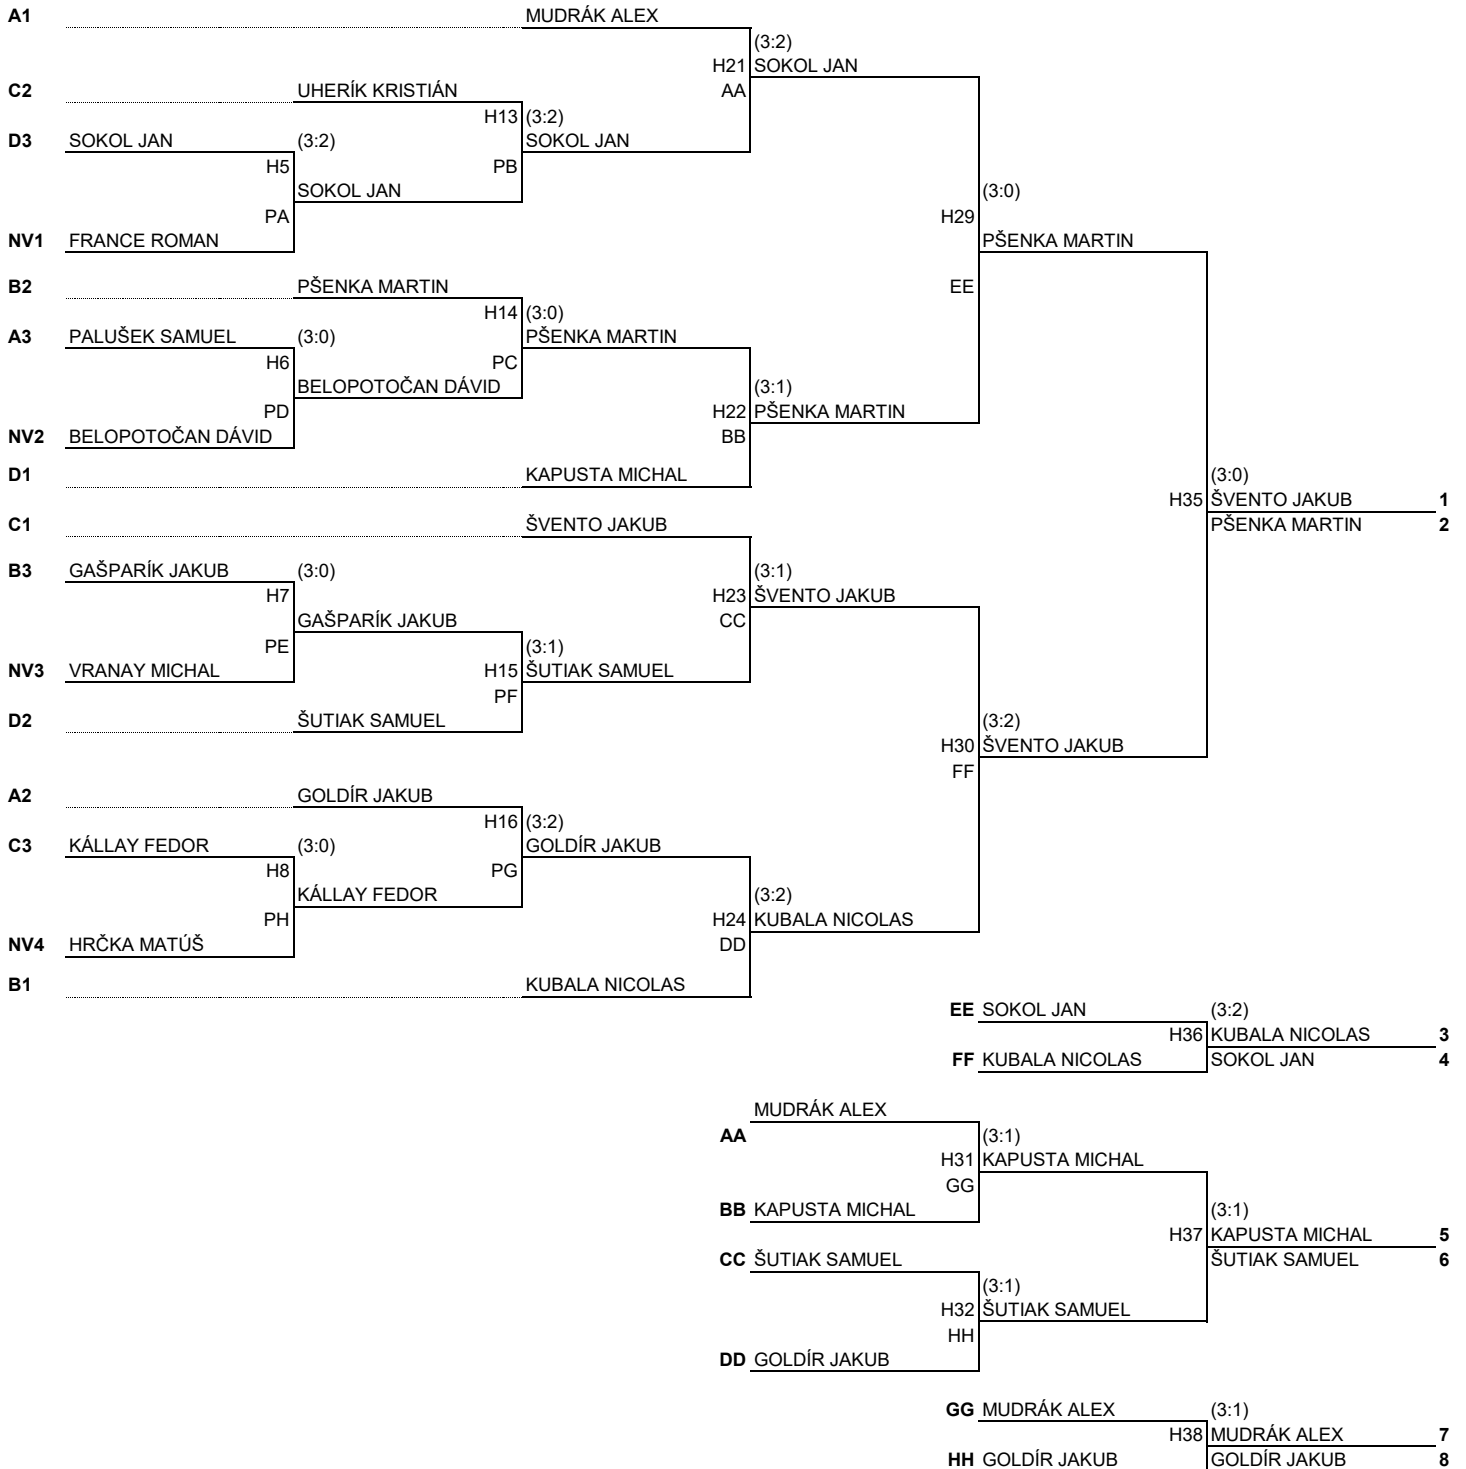 A1 MUDRÁK ALEX
(3:2)
H21 SOKOL JAN
C2 UHERÍK KRISTIÁN AA
H13 (3:2)
D3 SOKOL JAN (3:2) SOKOL JAN
H5 PB
SOKOL JAN (3:0)
PA H29
NV1 FRANCE ROMAN PŠENKA MARTIN
B2 PŠENKA MARTIN EE
H14 (3:0)
A3 PALUŠEK SAMUEL (3:0) PŠENKA MARTIN
H6 PC
BELOPOTOČAN DÁVID (3:1)
PD H22 PŠENKA MARTIN
NV2 BELOPOTOČAN DÁVID BB
D1 KAPUSTA MICHAL (3:0)
H35 ŠVENTO JAKUB 1
C1 ŠVENTO JAKUB PŠENKA MARTIN 2
B3 GAŠPARÍK JAKUB (3:0) (3:1)
H7 H23 ŠVENTO JAKUB
GAŠPARÍK JAKUB CC
PE (3:1)
NV3 VRANAY MICHAL H15 ŠUTIAK SAMUEL
PF
D2 ŠUTIAK SAMUEL (3:2)
H30 ŠVENTO JAKUB
FF
A2 GOLDÍR JAKUB
H16 (3:2)
C3 KÁLLAY FEDOR (3:0) GOLDÍR JAKUB
H8 PG
KÁLLAY FEDOR (3:2)
PH H24 KUBALA NICOLAS
NV4 HRČKA MATÚŠ DD
B1 KUBALA NICOLAS
EE SOKOL JAN (3:2)
H36 KUBALA NICOLAS 3
FF KUBALA NICOLAS SOKOL JAN 4
MUDRÁK ALEX
AA (3:1)
H31 KAPUSTA MICHAL
GG
BB KAPUSTA MICHAL (3:1)
H37 KAPUSTA MICHAL 5
CC ŠUTIAK SAMUEL ŠUTIAK SAMUEL 6
(3:1)
H32 ŠUTIAK SAMUEL
HH
DD GOLDÍR JAKUB
GG MUDRÁK ALEX (3:1)
H38 MUDRÁK ALEX 7
HH GOLDÍR JAKUB GOLDÍR JAKUB 8